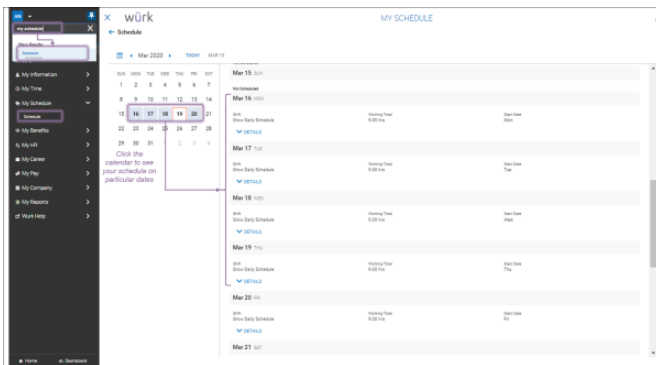 my schedule
Schedule
My Information
My Time
My Schedule
Schedule
My Benefits
My HR
My Career
My Pay
My Company
My Reports
Work Help
Home
Dashboard
würk
MY SCHEDULE
Schedule
Mar 2020
TODAY
MAR 19
SUN MON TUE WED THU FRI SAT
1 2 3 4 5 6 7
8 9 10 11 12 13 14
15 16 17 18 19 20 21
22 23 24 25 26 27 28
29 30 31 1 2 3 4
Click the
calendar to see
your schedule on
particular dates
Mar 15 SUN
Not Scheduled
Mar 16 MON
Shift Working Total Start Date
Grow Daily Schedule 9.00 hrs Mon
DETAILS
Mar 17 TUE
Shift Working Total Start Date
Grow Daily Schedule 9.00 hrs Tue
DETAILS
Mar 18 WED
Shift Working Total Start Date
Grow Daily Schedule 9.00 hrs Wed
DETAILS
Mar 19 THU
Shift Working Total Start Date
Grow Daily Schedule 9.00 hrs Thu
DETAILS
Mar 20 FRI
Shift Working Total Start Date
Grow Daily Schedule 9.00 hrs Fri
DETAILS
Mar 21 SAT